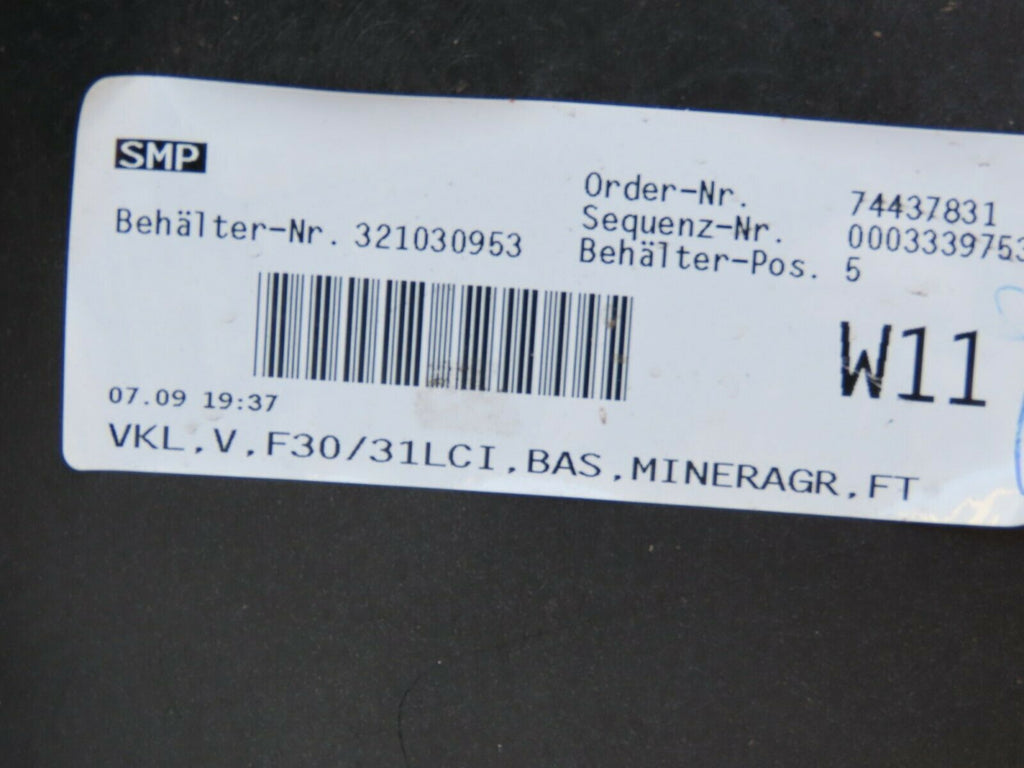 SMP
Order-Nr. 74437831
Sequenz-Nr. 0003339753
Behälter-Nr. 321030953
Behälter-Pos. 5
W11
07.09 19:37
VKL,V,F30/31LCI,BAS,MINERAGR,FT